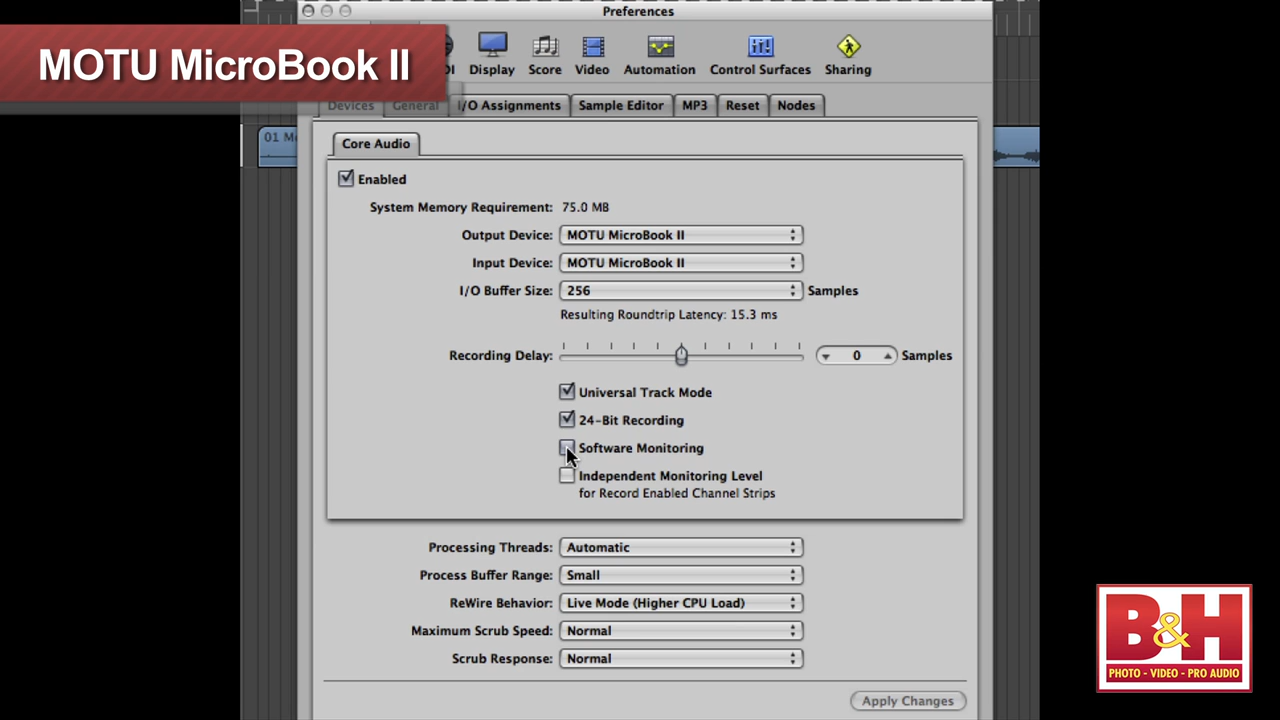 Preferences
MOTU MicroBook II
Display
Score
Video
Automation
Control Surfaces
Sharing
Devices
General
I/O Assignments
Sample Editor
MP3
Reset
Nodes
01 M
Core Audio
Enabled
System Memory Requirement: 75.0 MB
Output Device: MOTU MicroBook II
Input Device: MOTU MicroBook II
I/O Buffer Size: 256 Samples
Resulting Roundtrip Latency: 15.3 ms
Recording Delay: 0 Samples
Universal Track Mode
24-Bit Recording
Software Monitoring
Independent Monitoring Level
for Record Enabled Channel Strips
Processing Threads: Automatic
Process Buffer Range: Small
ReWire Behavior: Live Mode (Higher CPU Load)
Maximum Scrub Speed: Normal
Scrub Response: Normal
Apply Changes
B&H
PHOTO - VIDEO - PRO AUDIO